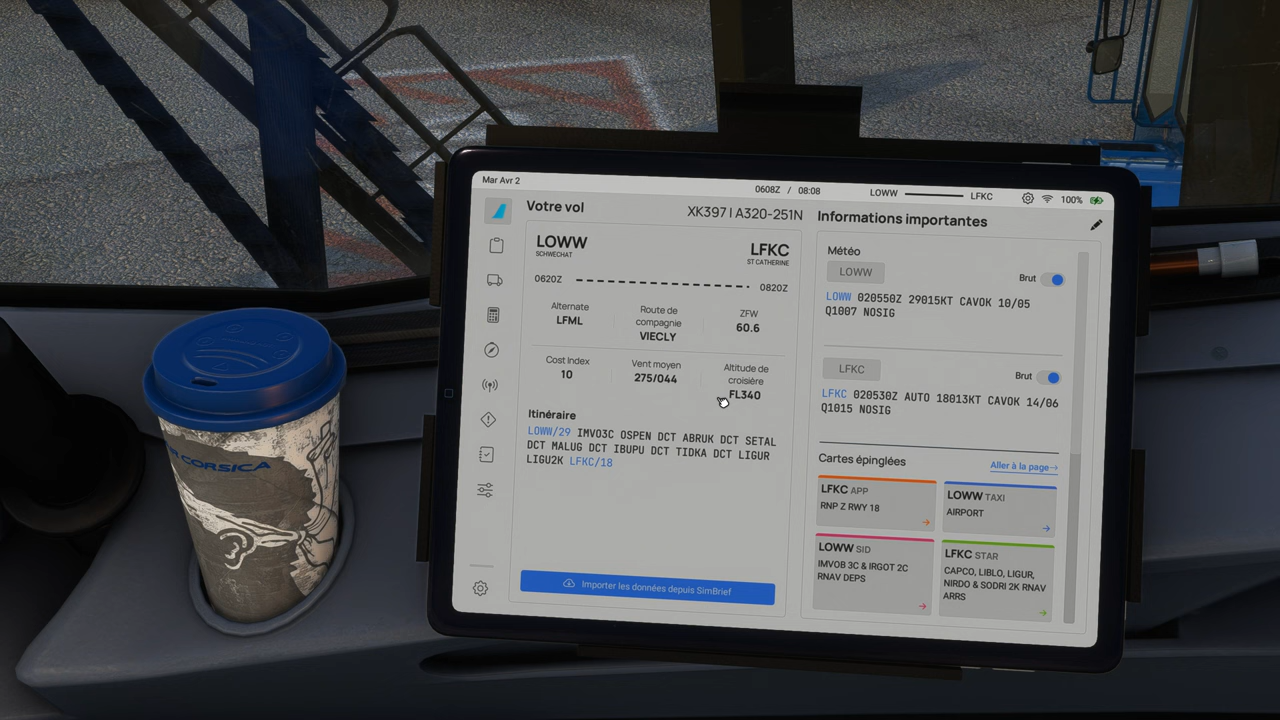 Mar Avr 2
0608Z / 08:08
LOWW
LFKC
100%
Votre vol
XK397 | A320-251N
LOWW
SCHWECHAT
LFKC
ST CATHERINE
0620Z
0820Z
Alternate
LFML
Route de
compagnie
VIECLY
ZFW
60.6
Cost Index
10
Vent moyen
275/044
Altitude de
croisière
FL340
Itinéraire
LOWW/29 IMVO3C OSPEN DCT ABRUK DCT SETAL
DCT MALUG DCT IBUPU DCT TIDKA DCT LIGUR
LIGU2K LFKC/18
Importer les données depuis SimBrief
Informations importantes
Météo
LOWW
Brut
LOWW 020550Z 29015KT CAVOK 10/05
Q1007 NOSIG
LFKC
Brut
LFKC 020530Z AUTO 18013KT CAVOK 14/06
Q1015 NOSIG
Cartes épinglées
Aller à la page
LFKC APP
RNP Z RWY 18
LOWW TAXI
AIRPORT
LOWW SID
IMVOB 3C & IRGOT 2C
RNAV DEPS
LFKC STAR
CAPCO, LIBLO, LIGUR,
NIRDO & SODRI 2K RNAV
ARRS
CORSICA